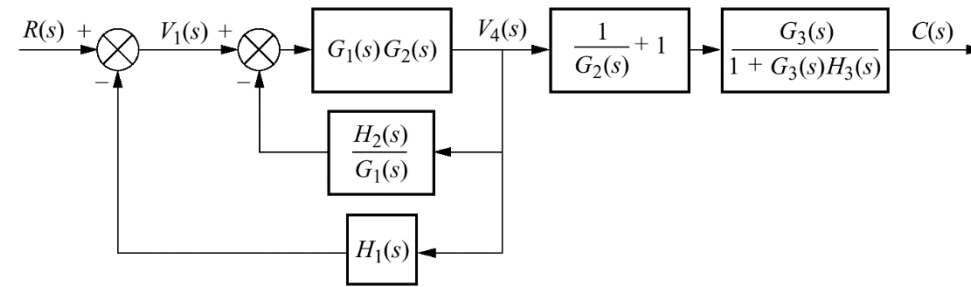 R(s) + − V₁(s) + − G₁(s)G₂(s) V₄(s) 1/G₂(s) + 1 G₃(s)/1 + G₃(s)H₃(s) C(s)
H₂(s)/G₁(s)
H₁(s)